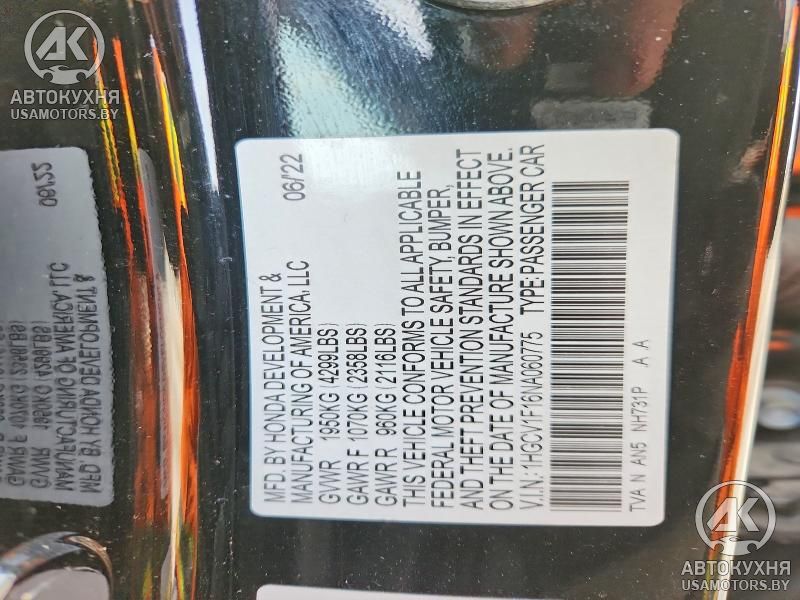 MFD. BY HONDA DEVELOPMENT &
MANUFACTURING OF AMERICA, LLC 06/22
GVWR 1950KG (4299LBS)
GAWR F 1070KG (2358LBS)
GAWR R 960KG (2116LBS)
THIS VEHICLE CONFORMS TO ALL APPLICABLE
FEDERAL MOTOR VEHICLE SAFETY, BUMPER,
AND THEFT PREVENTION STANDARDS IN EFFECT
ON THE DATE OF MANUFACTURE SHOWN ABOVE.
V.I.N.: 1HGCV1F16NA060775 TYPE: PASSENGER CAR
TVA N AN5 NH731P A A
АК
АВТОКУХНЯ
USAMOTORS.BY
АК
АВТОКУХНЯ
USAMOTORS.BY